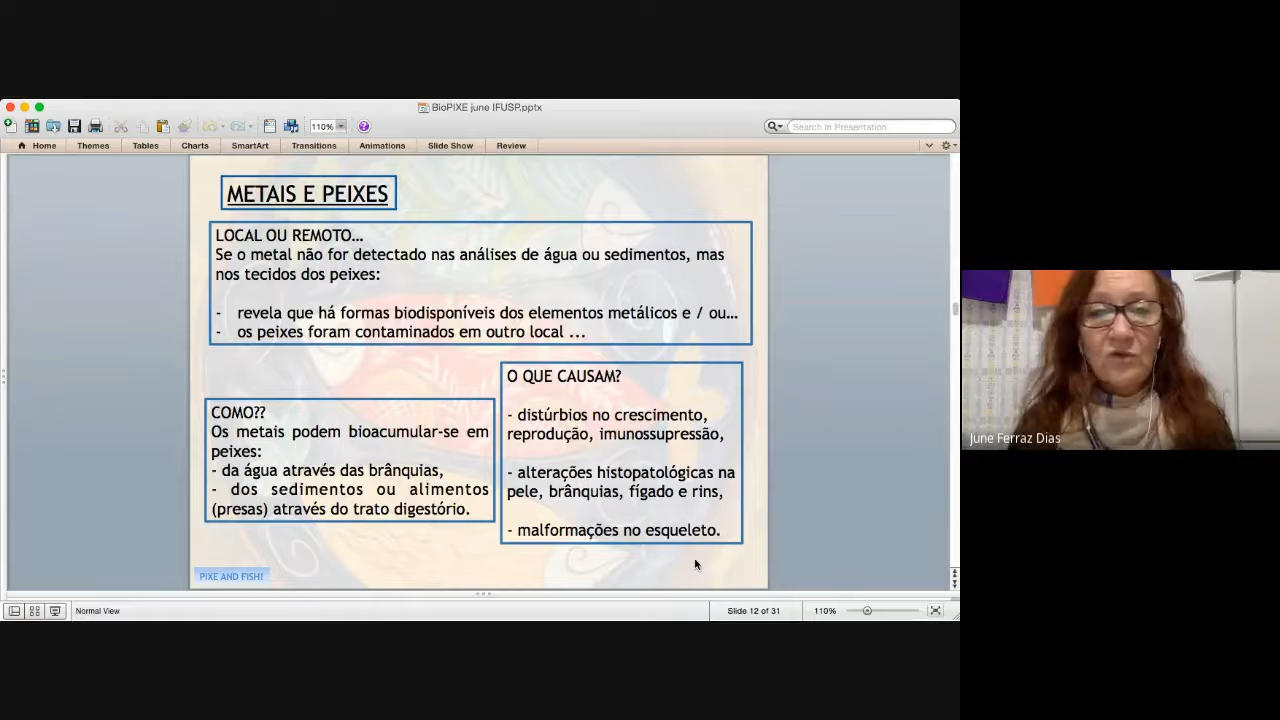 BioPIXE june IFUSP.pptx
110%
Search in Presentation
Home Themes Tables Charts SmartArt Transitions Animations Slide Show Review
METAIS E PEIXES
LOCAL OU REMOTO...
Se o metal não for detectado nas análises de água ou sedimentos, mas
nos tecidos dos peixes:
- revela que há formas biodisponíveis dos elementos metálicos e / ou...
- os peixes foram contaminados em outro local ...
COMO??
Os metais podem bioacumular-se em
peixes:
- da água através das brânquias,
- dos sedimentos ou alimentos
(presas) através do trato digestório.
O QUE CAUSAM?
- distúrbios no crescimento,
reprodução, imunossupressão,
- alterações histopatológicas na
pele, brânquias, fígado e rins,
- malformações no esqueleto.
PIXE AND FISH!
Normal View
Slide 12 of 31
110%
June Ferraz Dias